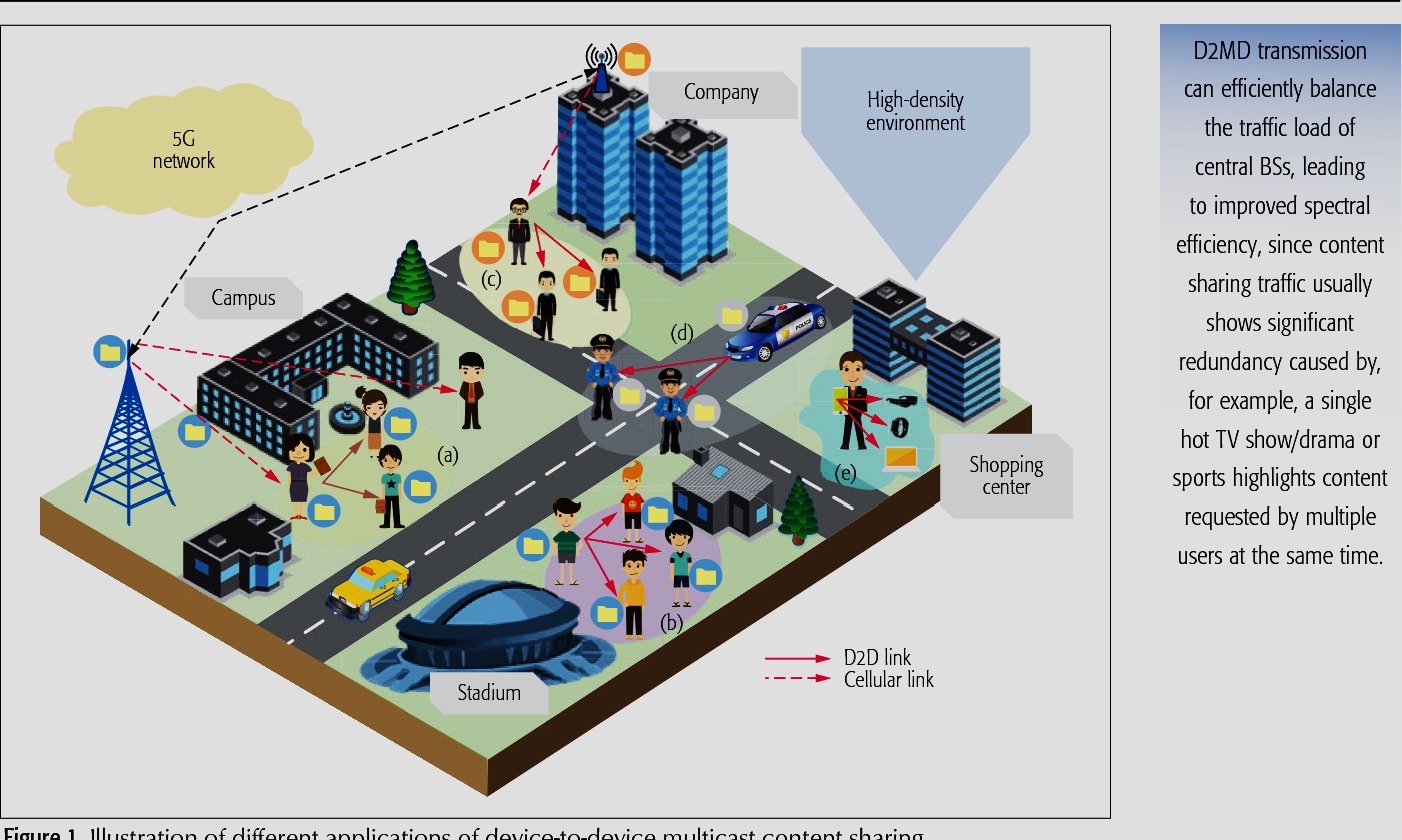 5G
network
Company
High-density
environment
Campus
(c)
(d)
POLICE
(a)
(e)
Shopping
center
(b)
D2D link
Cellular link
Stadium
D2MD transmission
can efficiently balance
the traffic load of
central BSs, leading
to improved spectral
efficiency, since content
sharing traffic usually
shows significant
redundancy caused by,
for example, a single
hot TV show/drama or
sports highlights content
requested by multiple
users at the same time.
Figure 1. Illustration of different applications of device-to-device multicast content sharing